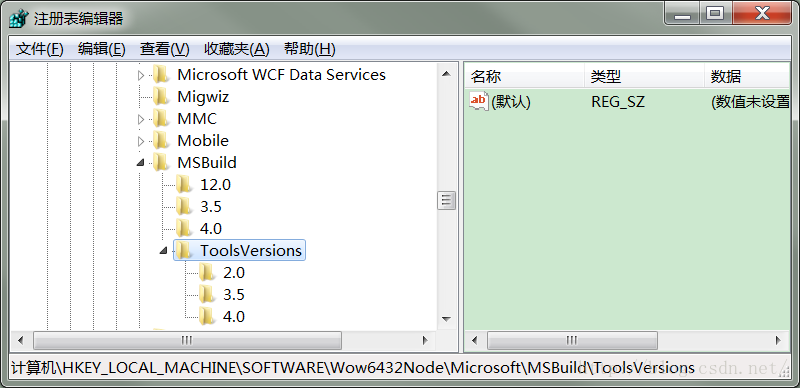 注册表编辑器
文件(F) 编辑(E) 查看(V) 收藏夹(A) 帮助(H)
Microsoft WCF Data Services
Migwiz
MMC
Mobile
MSBuild
12.0
3.5
4.0
ToolsVersions
2.0
3.5
4.0
名称 类型 数据
ab (默认) REG_SZ (数值未设置
计算机\HKEY_LOCAL_MACHINE\SOFTWARE\Wow6432Node\Microsoft\MSBuild\ToolsVersions